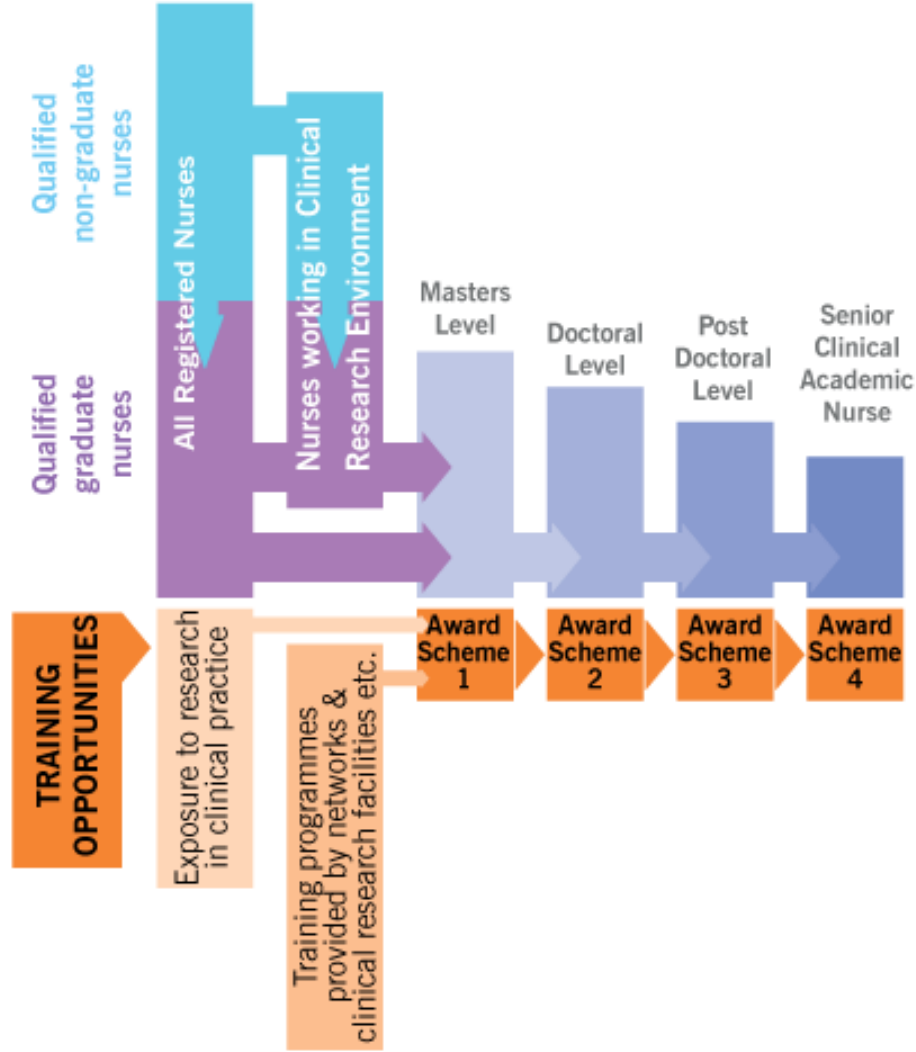 Qualified
non-graduate
nurses
Qualified
graduate
nurses
All Registered Nurses
Nurses working in Clinical
Research Environment
Masters
Level
Doctoral
Level
Post
Doctoral
Level
Senior
Clinical
Academic
Nurse
TRAINING
OPPORTUNITIES
Exposure to research
in clinical practice
Training programmes
provided by networks &
clinical research facilities etc.
Award
Scheme
1
Award
Scheme
2
Award
Scheme
3
Award
Scheme
4